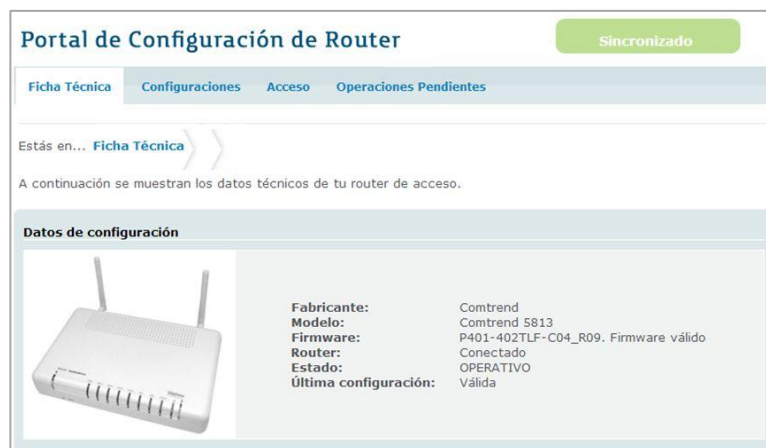 Portal de Configuración de Router
Sincronizado
Ficha Técnica Configuraciones Acceso Operaciones Pendientes
Estás en... Ficha Técnica
A continuación se muestran los datos técnicos de tu router de acceso.
Datos de configuración
Fabricante: Comtrend
Modelo: Comtrend 5813
Firmware: P401-402TLF-C04_R09. Firmware válido
Router: Conectado
Estado: OPERATIVO
Última configuración: Válida